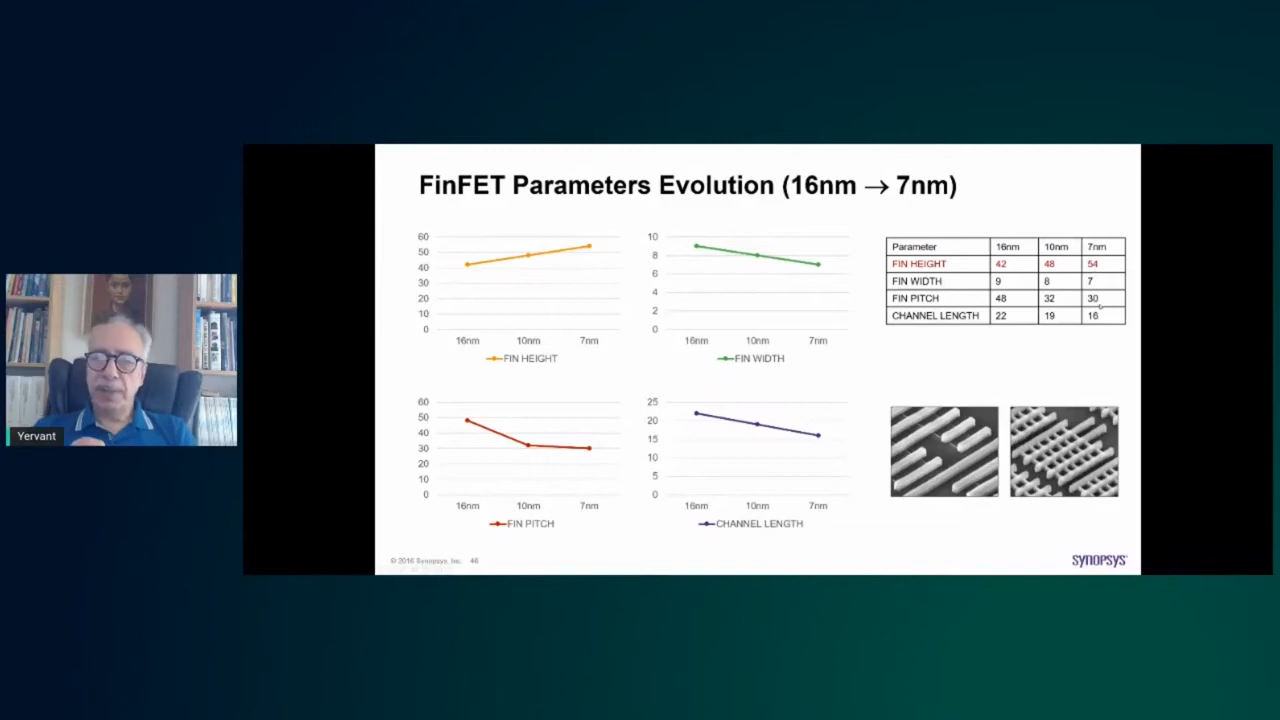 FinFET Parameters Evolution (16nm → 7nm)
60
50
40
30
20
10
0
16nm 10nm 7nm
FIN HEIGHT
10
8
6
4
2
0
16nm 10nm 7nm
FIN WIDTH
Parameter 16nm 10nm 7nm
FIN HEIGHT 42 48 54
FIN WIDTH 9 8 7
FIN PITCH 48 32 30
CHANNEL LENGTH 22 19 16
60
50
40
30
20
10
0
16nm 10nm 7nm
FIN PITCH
25
20
15
10
5
0
16nm 10nm 7nm
CHANNEL LENGTH
Yervant
© 2016 Synopsys, Inc. 46
SYNOPSYS